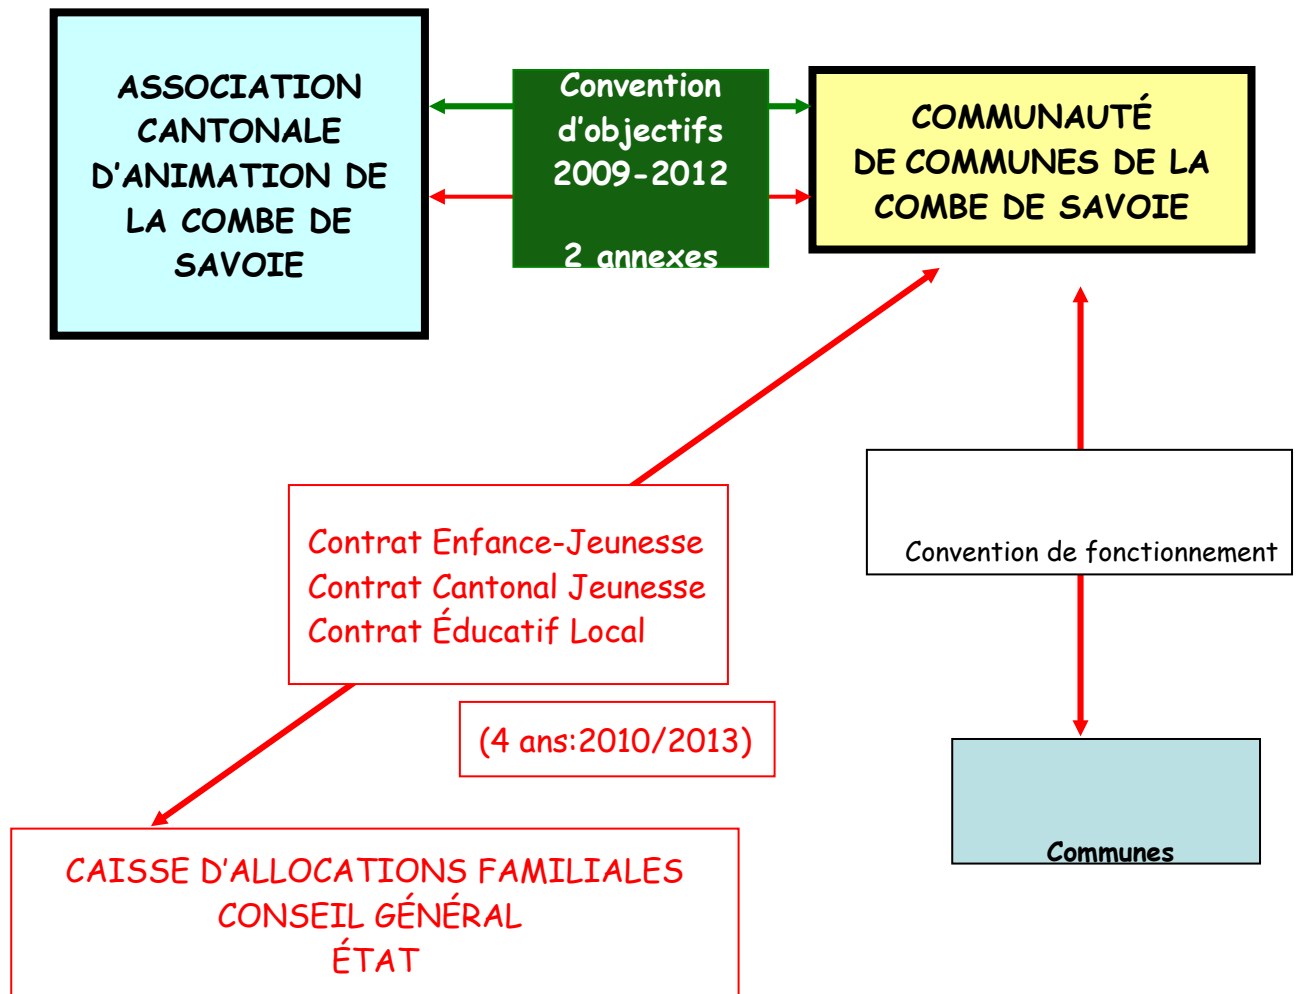 ASSOCIATION
CANTONALE
D'ANIMATION DE
LA COMBE DE
SAVOIE
Convention
d'objectifs
2009-2012
2 annexes
COMMUNAUTÉ
DE COMMUNES DE LA
COMBE DE SAVOIE
Contrat Enfance-Jeunesse
Contrat Cantonal Jeunesse
Contrat Éducatif Local
Convention de fonctionnement
(4 ans:2010/2013)
Communes
CAISSE D'ALLOCATIONS FAMILIALES
CONSEIL GÉNÉRAL
ÉTAT